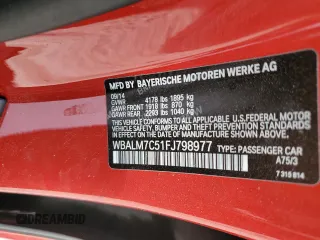 MFD BY BAYERISCHE MOTOREN WERKE AG
09/14
GVWR 4178 lbs 1895 kg
GAWR FRONT 1918 lbs 870 kg
GAWR REAR 2293 lbs 1040 kg
THIS VEHICLE CONFORMS TO ALL APPLICABLE
U.S. FEDERAL MOTOR VEHICLE SAFETY, BUMPER,
AND THEFT PREVENTION STANDARDS IN EFFECT ON
THE DATE OF MANUFACTURE SHOWN ABOVE.
WBALM7C51FJ798977 TYPE: PASSENGER CAR
A75/3
7 315 814
© AUTOBIDMASTER